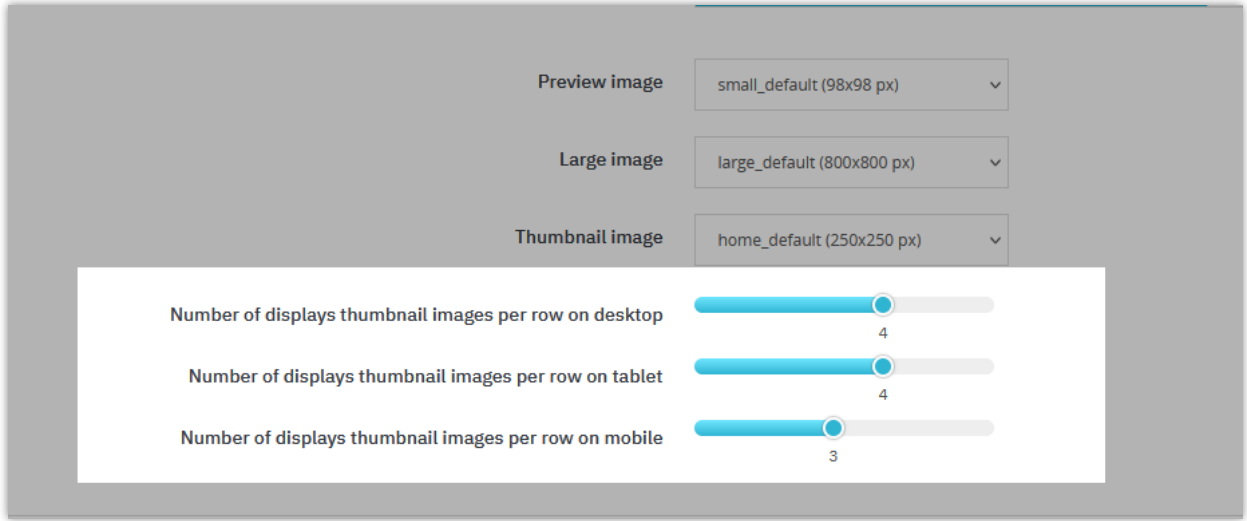 Preview image
small_default (98x98 px)
Large image
large_default (800x800 px)
Thumbnail image
home_default (250x250 px)
Number of displays thumbnail images per row on desktop
4
Number of displays thumbnail images per row on tablet
4
Number of displays thumbnail images per row on mobile
3